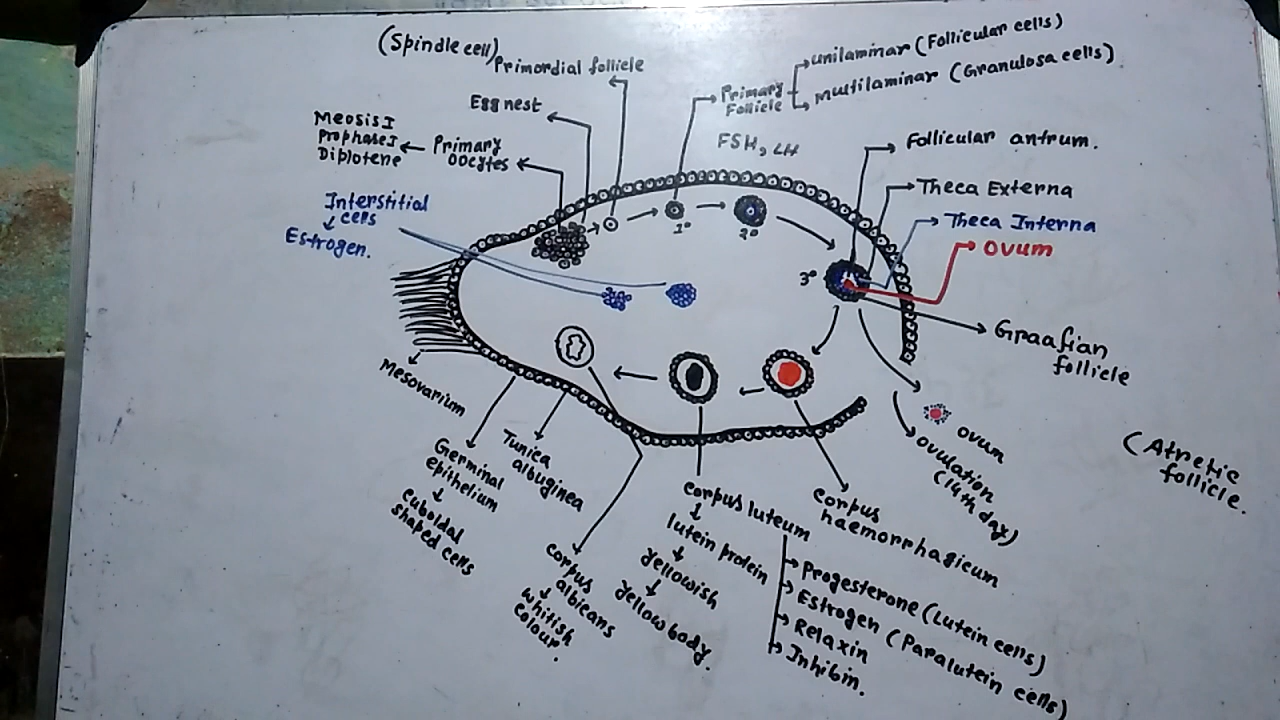 (Spindle cell)
Primordial follicle
Egg nest
Meosis I
Prophase I
Diplotene
Primary
oocytes
Interstitial
cells
Estrogen.
Primary
Follicle
unilaminar (Follicular cells)
multilaminar (Granulosa cells)
FSH, LH
Follicular antrum.
Theca Externa
Theca Interna
Ovum
1°
2°
3°
Graafian
follicle
Mesovarium
Germinal
epithelium
cuboidal
shaped cells
Tunica
albuginea
corpus
albicans
whitish
colour.
corpus luteum
lutein protein
yellowish
yellow body.
Progesterone (Lutein cells)
Estrogen (Paralutein cells)
Relaxin
Inhibin.
corpus
haemorrhagicum
ovum
ovulation
(14th day)
(Atretic
follicle.